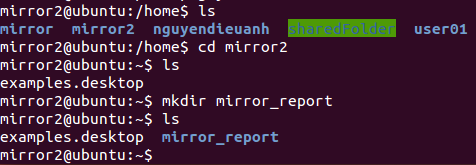 mirror2@ubuntu:/home$ ls
mirror  mirror2  nguyendieuanh  sharedFolder  user01
mirror2@ubuntu:/home$ cd mirror2
mirror2@ubuntu:~$ ls
examples.desktop
mirror2@ubuntu:~$ mkdir mirror_report
mirror2@ubuntu:~$ ls
examples.desktop  mirror_report
mirror2@ubuntu:~$